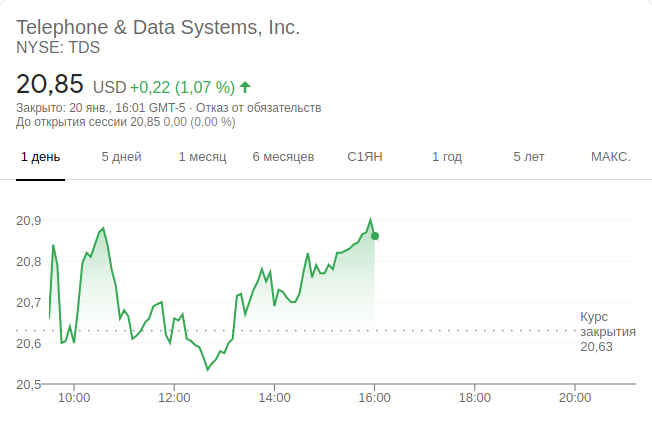 Telephone & Data Systems, Inc.
NYSE: TDS
20,85 USD +0,22 (1,07 %)
Закрыто: 20 янв., 16:01 GMT-5 · Отказ от обязательств
До открытия сессии 20,85 0,00 (0,00 %)
1 день 5 дней 1 месяц 6 месяцев С1ЯН 1 год 5 лет МАКС.
20,9
20,8
20,7
Курс
закрытия
20,63
20,6
20,5
10:00 12:00 14:00 16:00 18:00 20:00